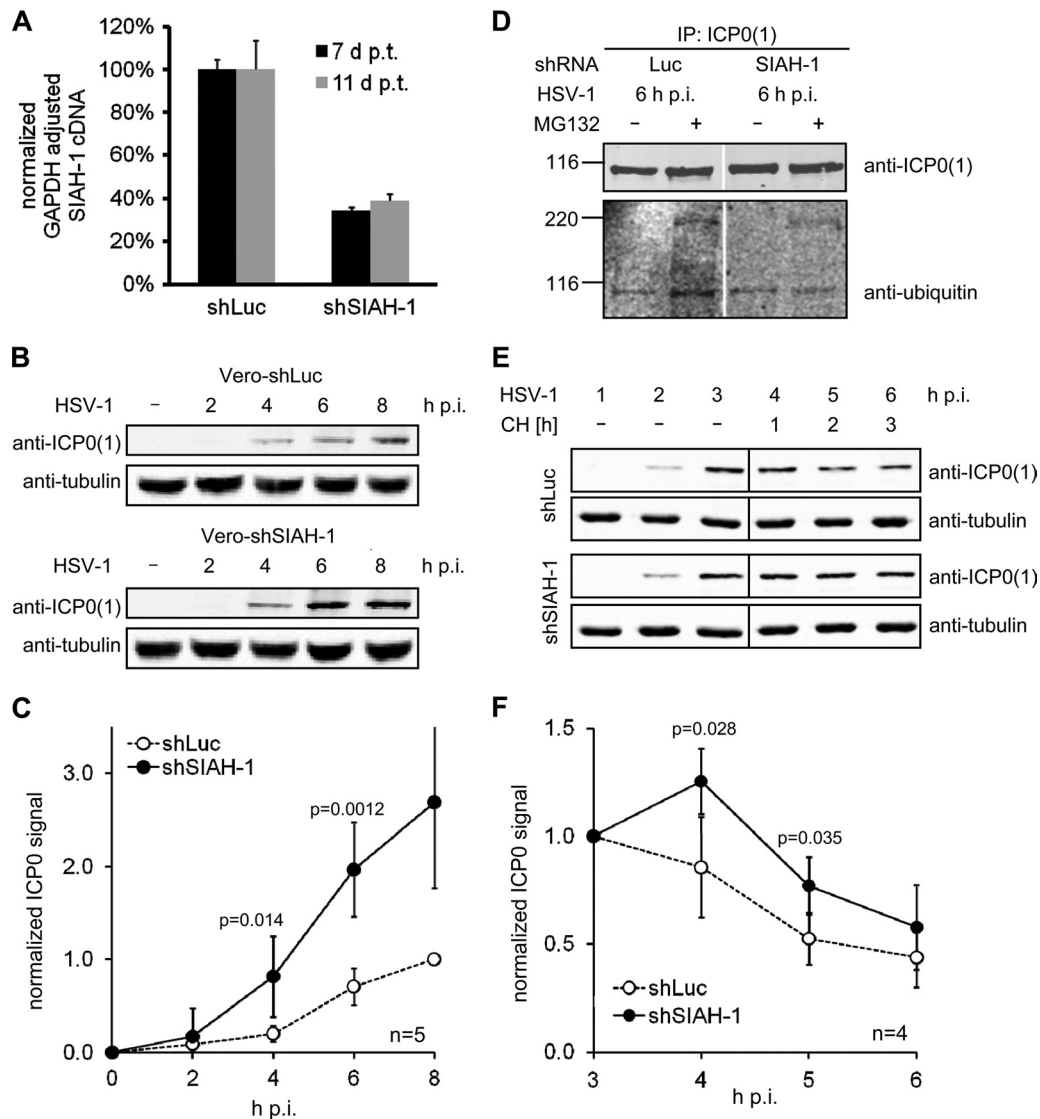 A
120%
100%
80%
60%
40%
20%
0%
normalized
GAPDH adjusted
SIAH-1 cDNA
7 d p.t.
11 d p.t.
shLuc shSIAH-1
B
Vero-shLuc
HSV-1 – 2 4 6 8 h p.i.
anti-ICP0(1)
anti-tubulin
Vero-shSIAH-1
HSV-1 – 2 4 6 8 h p.i.
anti-ICP0(1)
anti-tubulin
C
shLuc
shSIAH-1
normalized ICP0 signal
3.0
2.0
1.0
0.0
p=0.014
p=0.0012
n=5
0 2 4 6 8
h p.i.
D
IP: ICP0(1)
shRNA Luc SIAH-1
HSV-1 6 h p.i. 6 h p.i.
MG132 – + – +
116 anti-ICP0(1)
220
116 anti-ubiquitin
E
HSV-1 1 2 3 4 5 6 h p.i.
CH [h] – – – 1 2 3
shLuc
anti-ICP0(1)
anti-tubulin
shSIAH-1
anti-ICP0(1)
anti-tubulin
F
normalized ICP0 signal
1.5
1.0
0.5
0.0
p=0.028
p=0.035
shLuc
shSIAH-1
n=4
3 4 5 6
h p.i.